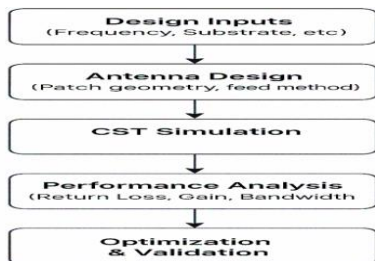 Design Inputs
(Frequency, Substrate, etc)
Antenna Design
(Patch geometry, feed method)
CST Simulation
Performance Analysis
(Return Loss, Gain, Bandwidth
Optimization
& Validation